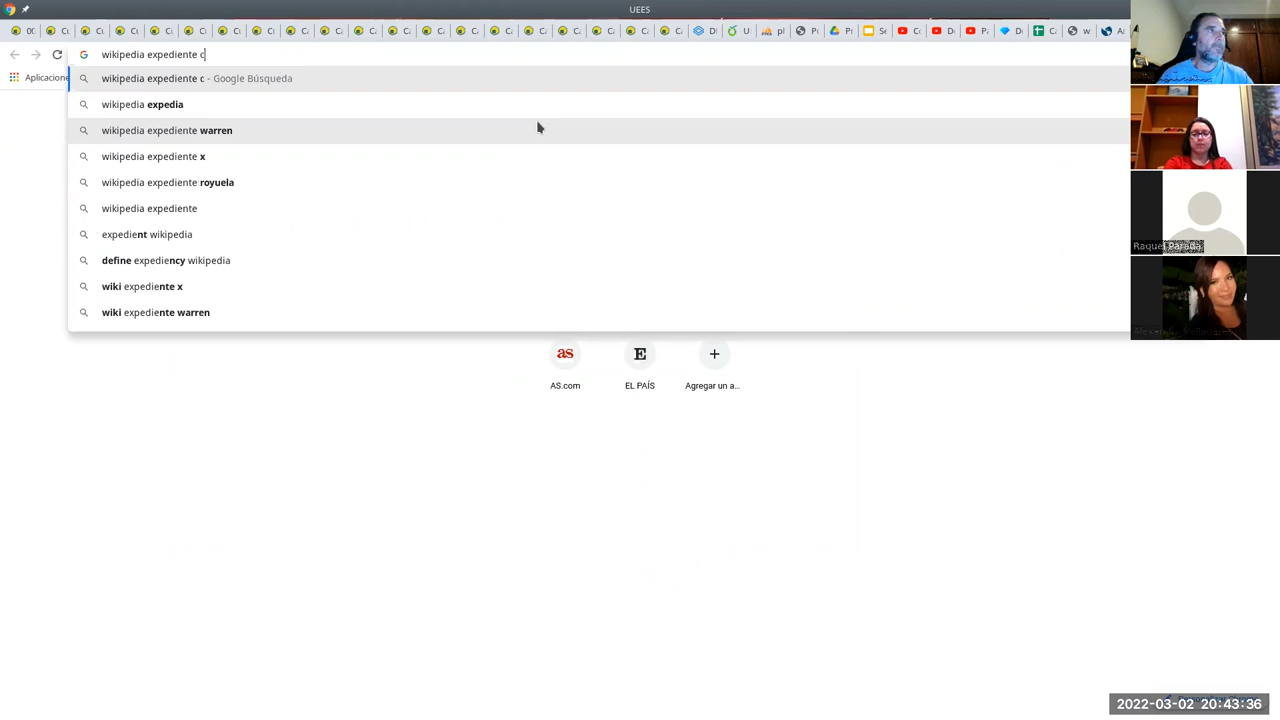 UEES
wikipedia expediente c
Aplicacione
wikipedia expediente c - Google Búsqueda
wikipedia expedia
wikipedia expediente warren
wikipedia expediente x
wikipedia expediente royuela
wikipedia expediente
expedient wikipedia
define expediency wikipedia
wiki expediente x
wiki expediente warren
AS.com
EL PAÍS
Agregar un a...
Raquel Parada
2022-03-02 20:43:36